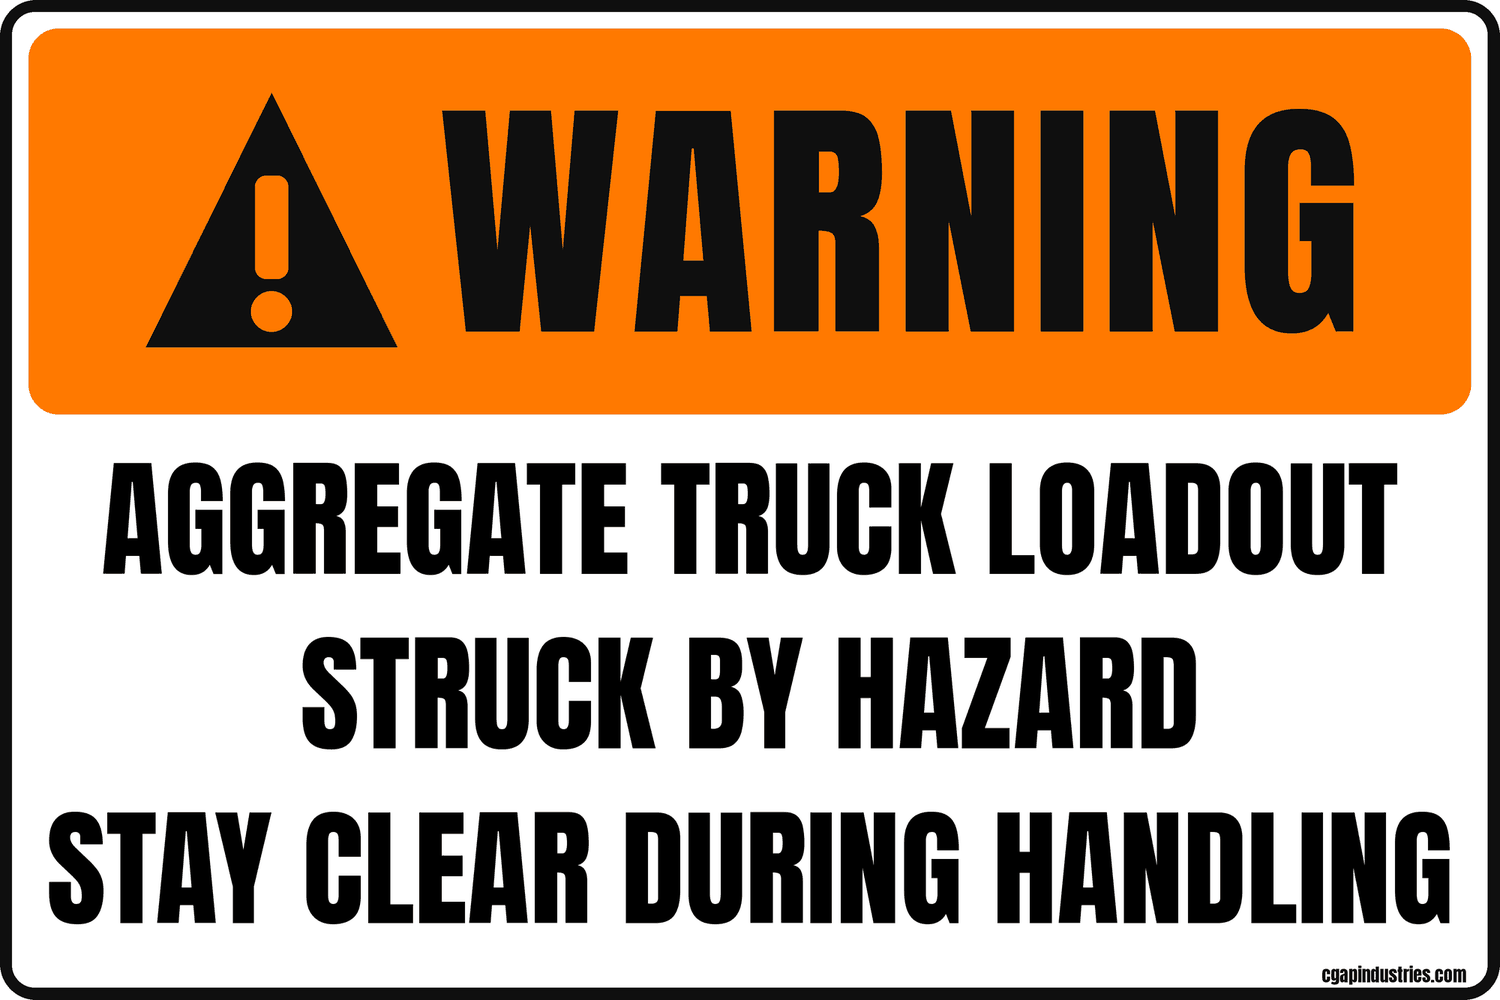 WARNING
AGGREGATE TRUCK LOADOUT
STRUCK BY HAZARD
STAY CLEAR DURING HANDLING
cgapindustries.com